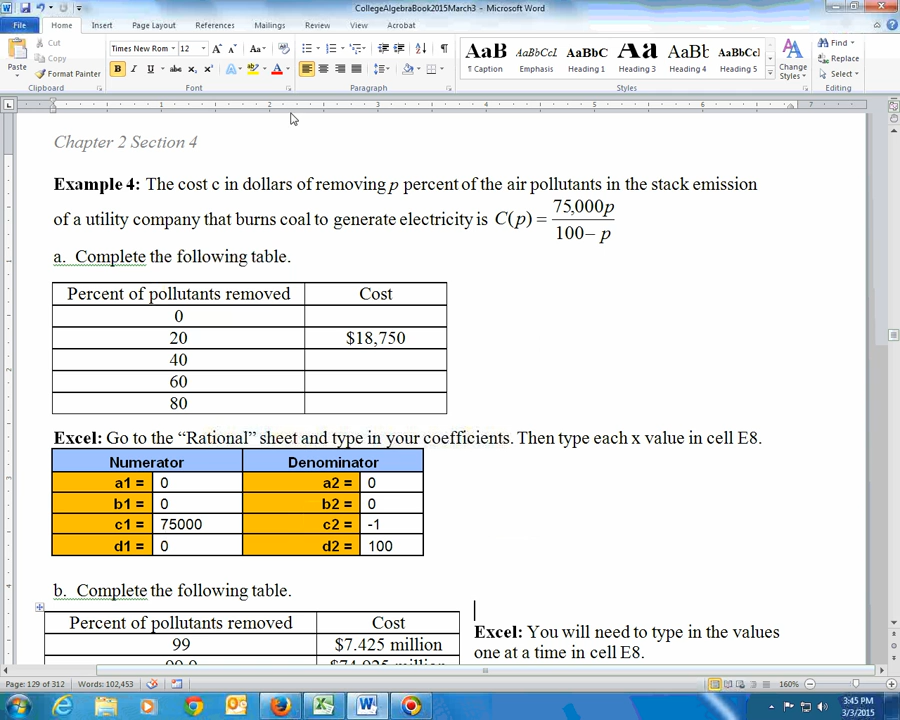 CollegeAlgebraBook2015March3 - Microsoft Word
File Home Insert Page Layout References Mailings Review View Acrobat
Cut
Copy
Format Painter
Paste
Times New Rom 12
AaB AaBbCcI AaBbC Aa AaBb AaBbCc
¶ Caption Emphasis Heading 1 Heading 3 Heading 4 Heading 5
Change Styles
Find
Replace
Select
Clipboard Font Paragraph Styles Editing
1 2 3 4 5 6 7
Chapter 2 Section 4
Example 4: The cost c in dollars of removing p percent of the air pollutants in the stack emission
of a utility company that burns coal to generate electricity is C(p) = 75,000p / 100 – p
a. Complete the following table.
Percent of pollutants removed Cost
0
20 $18,750
40
60
80
Excel: Go to the “Rational” sheet and type in your coefficients. Then type each x value in cell E8.
Numerator Denominator
a1 = 0 a2 = 0
b1 = 0 b2 = 0
c1 = 75000 c2 = -1
d1 = 0 d2 = 100
b. Complete the following table.
Percent of pollutants removed Cost
99 $7.425 million
Excel: You will need to type in the values
one at a time in cell E8.
Page: 129 of 312 Words: 102,453 160%
3:45 PM
3/3/2015